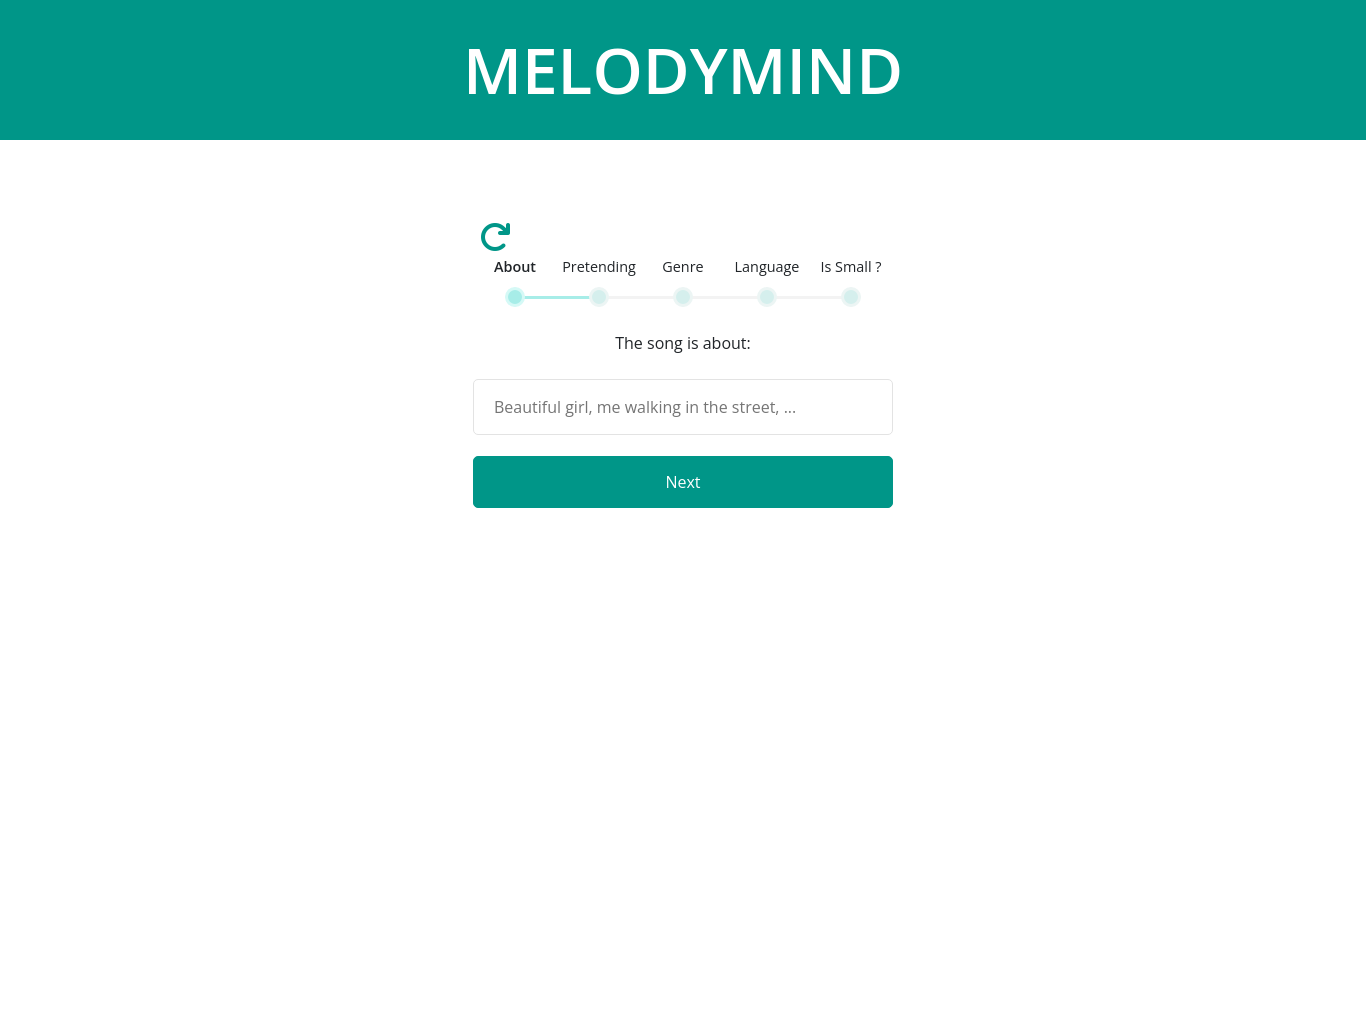 MELODYMIND
About Pretending Genre Language Is Small ?
The song is about:
Beautiful girl, me walking in the street, ...
Next